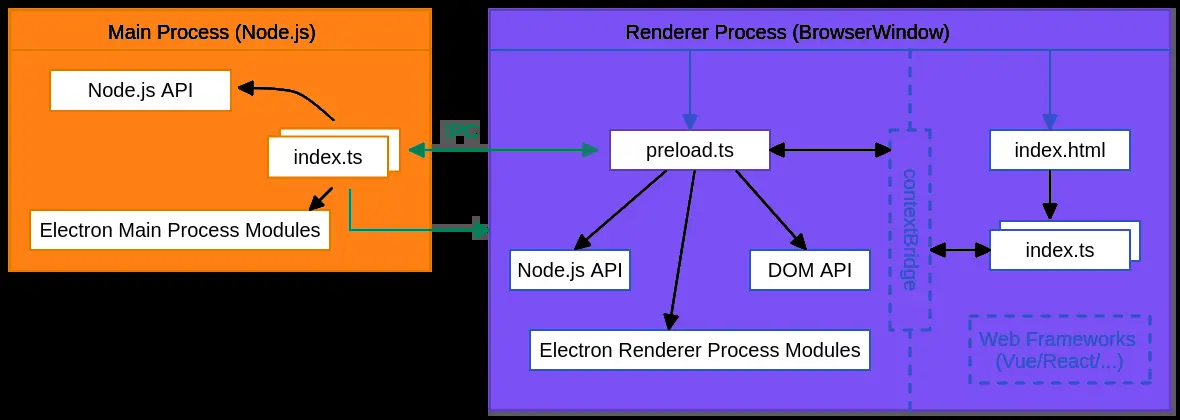 Main Process (Node.js)
Renderer Process (BrowserWindow)
Node.js API
index.ts
Electron Main Process Modules
IPC
preload.ts
contextBridge
index.html
index.ts
Node.js API
DOM API
Electron Renderer Process Modules
Web Frameworks
(Vue/React/...)